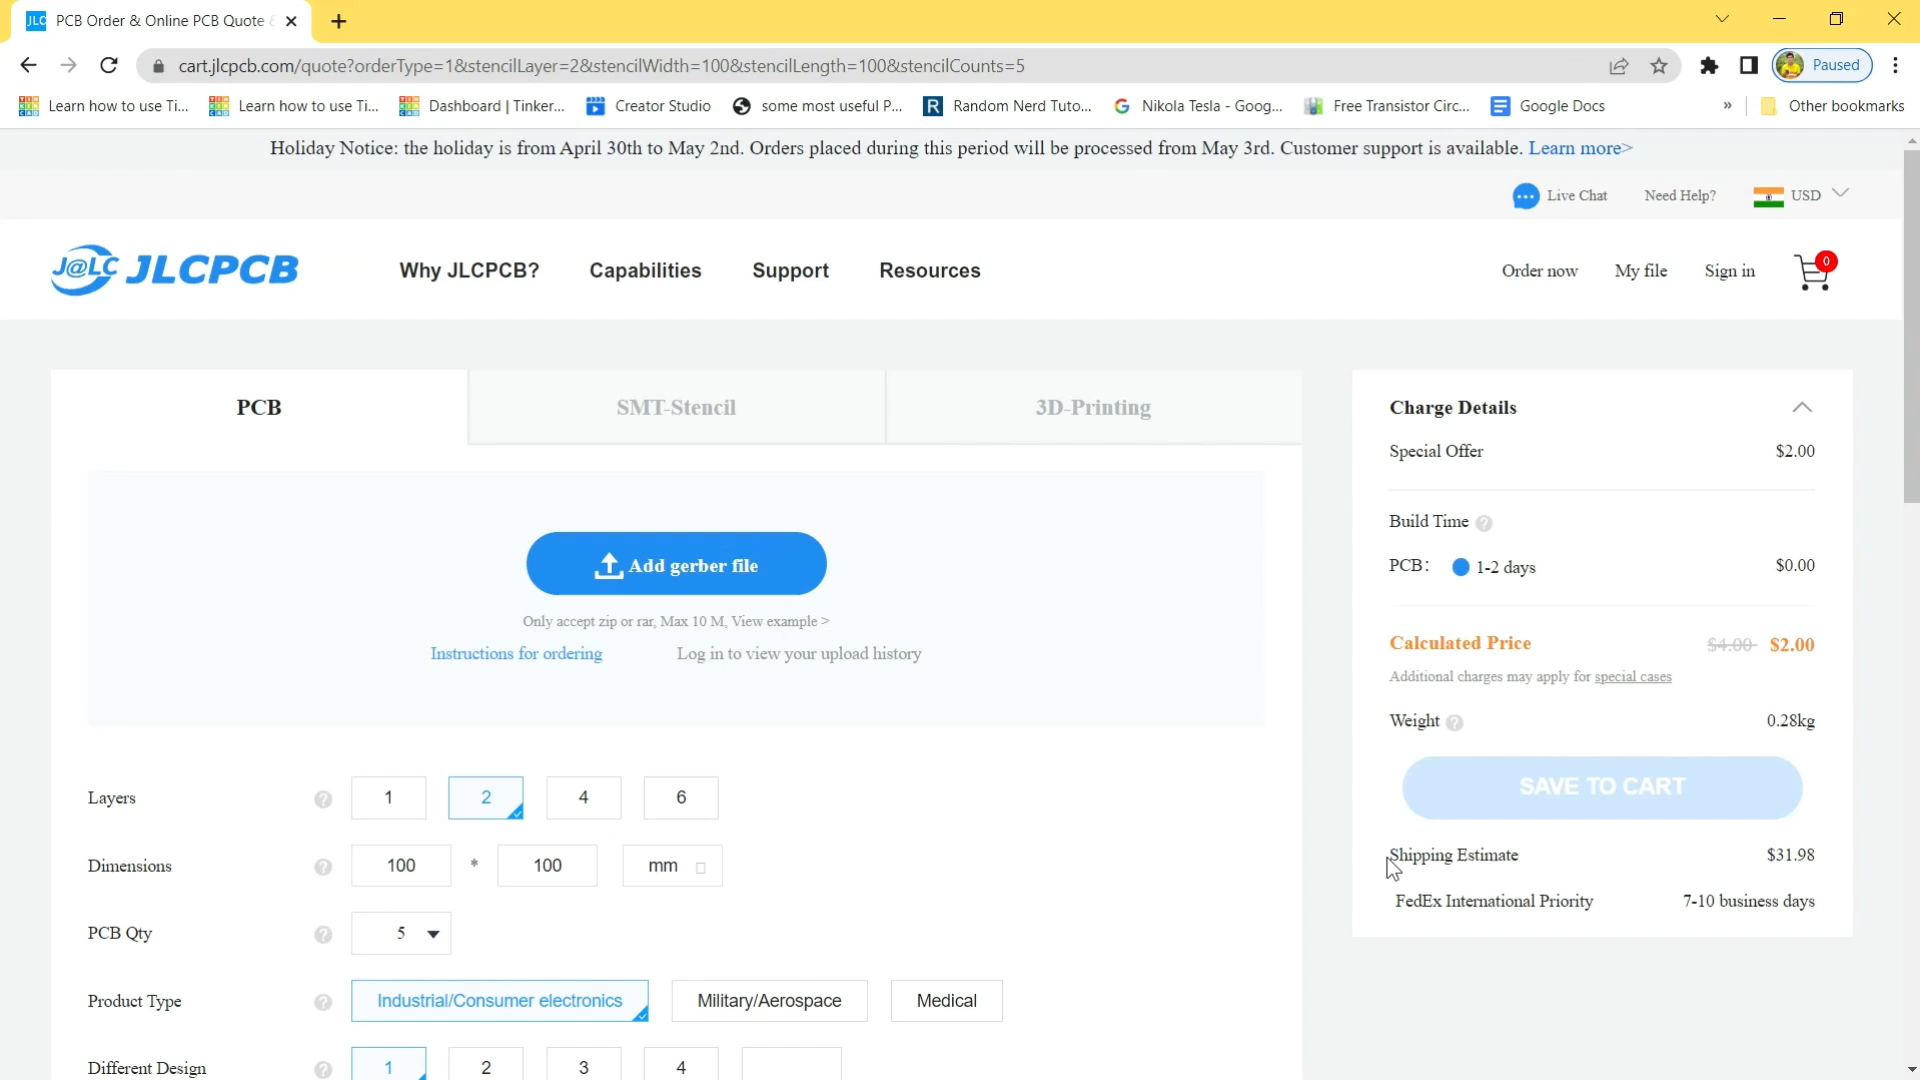 JLC PCB Order & Online PCB Quote &
cart.jlcpcb.com/quote?orderType=1&stencilLayer=2&stencilWidth=100&stencilLength=100&stencilCounts=5
Paused
Learn how to use Ti... Learn how to use Ti... Dashboard | Tinker... Creator Studio some most useful P... R Random Nerd Tuto... G Nikola Tesla - Goog... Free Transistor Circ... Google Docs » Other bookmarks
Holiday Notice: the holiday is from April 30th to May 2nd. Orders placed during this period will be processed from May 3rd. Customer support is available. Learn more>
Live Chat Need Help? USD
J@LC JLCPCB Why JLCPCB? Capabilities Support Resources Order now My file Sign in 0
PCB SMT-Stencil 3D-Printing
Add gerber file
Only accept zip or rar, Max 10 M, View example >
Instructions for ordering Log in to view your upload history
Layers ? 1 2 4 6
Dimensions ? 100 * 100 mm
PCB Qty ? 5
Product Type ? Industrial/Consumer electronics Military/Aerospace Medical
Different Design ? 1 2 3 4
Charge Details
Special Offer $2.00
Build Time ?
PCB: 1-2 days $0.00
Calculated Price $4.00 $2.00
Additional charges may apply for special cases
Weight ? 0.28kg
SAVE TO CART
Shipping Estimate $31.98
FedEx International Priority 7-10 business days